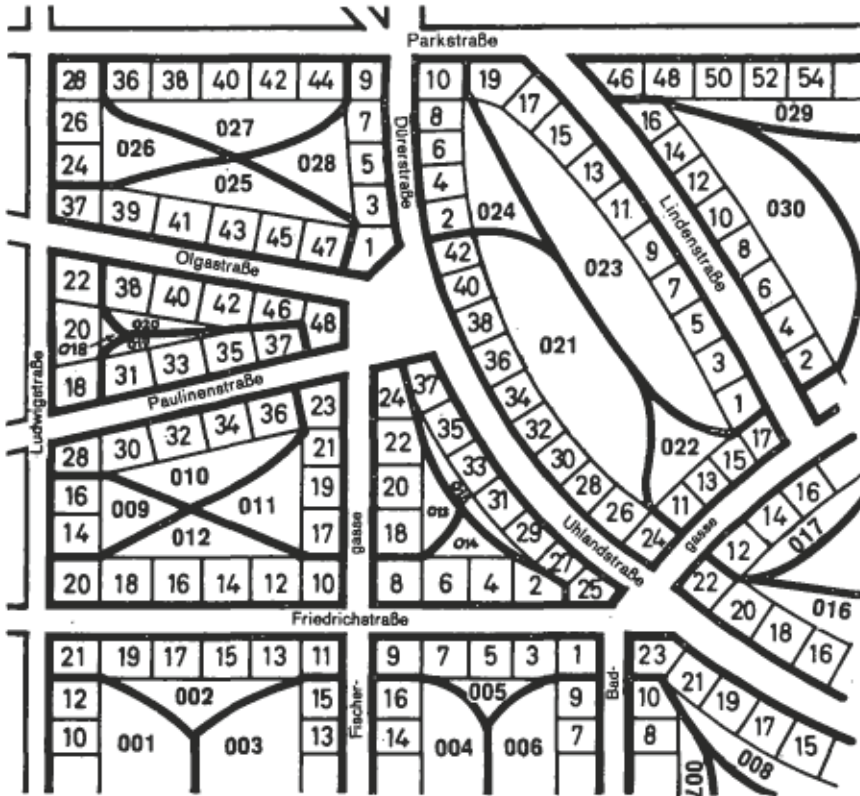 Parkstraße
28 36 38 40 42 44 9
26 7
24 5
3
37 39 41 43 45 47 1
026 027 028 025
Olgastraße
Dürerstraße
10 19 17 15 13 11 9 7 5 3 1
8
6
4
2
024 023
Lindenstraße
46 48 50 52 54
16 14 12 10 8 6 4 2
029
030
22 38 40 42 46 48
20
18 31 33 35 37
018 020
Paulinenstraße
Ludwigstraße
28 30 32 34 36 23
16 21
14 19
17
20 18 16 14 12 10
009 010 011 012
gasse
42 40 38 36 34 32 30 28 26 24
021
022
11 13 15 17
24 37 35 33 31 29 27 25
22
20
18
8 6 4 2
013 014
Uhlandstraße
gasse
12 14 16
017
22 20 18 16
016
Friedrichstraße
21 19 17 15 13 11
12 15
10 13
001 002 003
Fischer-
9 7 5 3 1
16 9
14 7
004 005 006
Bad-
23 21 19 17 15
10
8
007 008